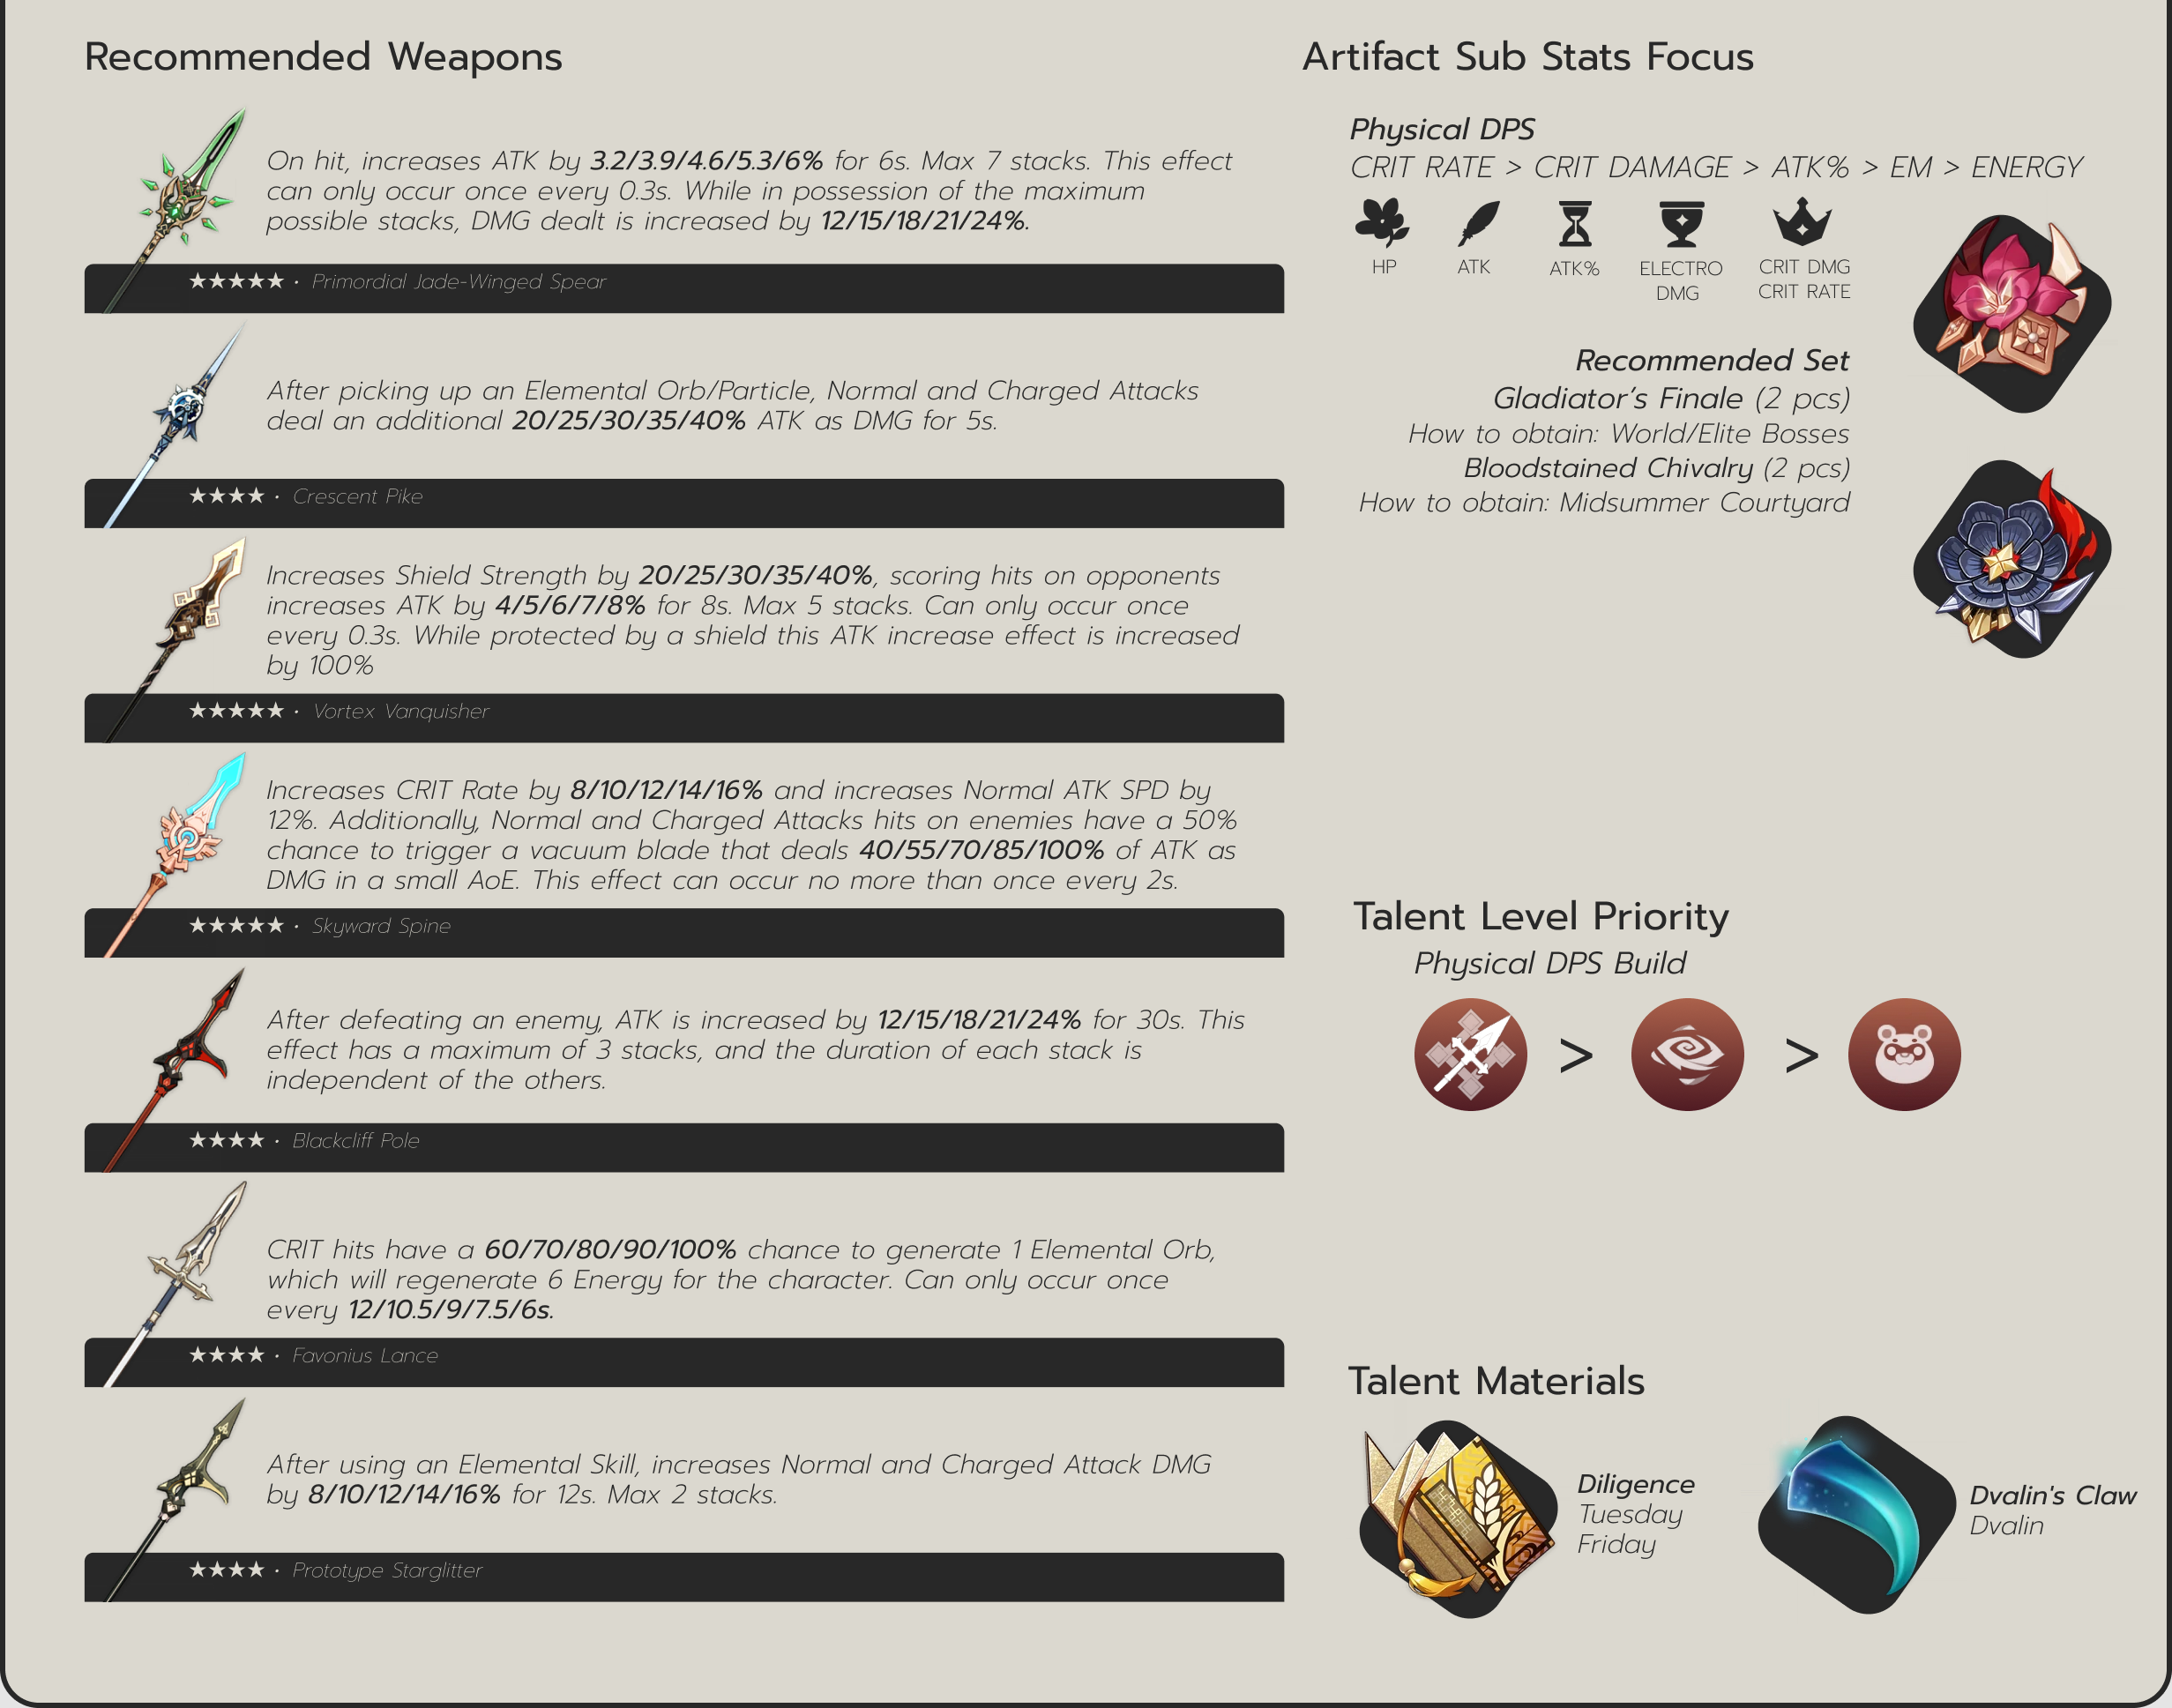 Recommended Weapons
On hit, increases ATK by 3.2/3.9/4.6/5.3/6% for 6s. Max 7 stacks. This effect
can only occur once every 0.3s. While in possession of the maximum
possible stacks, DMG dealt is increased by 12/15/18/21/24%.
★★★★★ • Primordial Jade-Winged Spear
After picking up an Elemental Orb/Particle, Normal and Charged Attacks
deal an additional 20/25/30/35/40% ATK as DMG for 5s.
★★★★ • Crescent Pike
Increases Shield Strength by 20/25/30/35/40%, scoring hits on opponents
increases ATK by 4/5/6/7/8% for 8s. Max 5 stacks. Can only occur once
every 0.3s. While protected by a shield this ATK increase effect is increased
by 100%
★★★★★ • Vortex Vanquisher
Increases CRIT Rate by 8/10/12/14/16% and increases Normal ATK SPD by
12%. Additionally, Normal and Charged Attacks hits on enemies have a 50%
chance to trigger a vacuum blade that deals 40/55/70/85/100% of ATK as
DMG in a small AoE. This effect can occur no more than once every 2s.
★★★★★ • Skyward Spine
After defeating an enemy, ATK is increased by 12/15/18/21/24% for 30s. This
effect has a maximum of 3 stacks, and the duration of each stack is
independent of the others.
★★★★ • Blackcliff Pole
CRIT hits have a 60/70/80/90/100% chance to generate 1 Elemental Orb,
which will regenerate 6 Energy for the character. Can only occur once
every 12/10.5/9/7.5/6s.
★★★★ • Favonius Lance
After using an Elemental Skill, increases Normal and Charged Attack DMG
by 8/10/12/14/16% for 12s. Max 2 stacks.
★★★★ • Prototype Starglitter
Artifact Sub Stats Focus
Physical DPS
CRIT RATE > CRIT DAMAGE > ATK% > EM > ENERGY
HP
ATK
ATK%
ELECTRO
DMG
CRIT DMG
CRIT RATE
Recommended Set
Gladiator's Finale (2 pcs)
How to obtain: World/Elite Bosses
Bloodstained Chivalry (2 pcs)
How to obtain: Midsummer Courtyard
Talent Level Priority
Physical DPS Build
> >
Talent Materials
Diligence
Tuesday
Friday
Dvalin's Claw
Dvalin